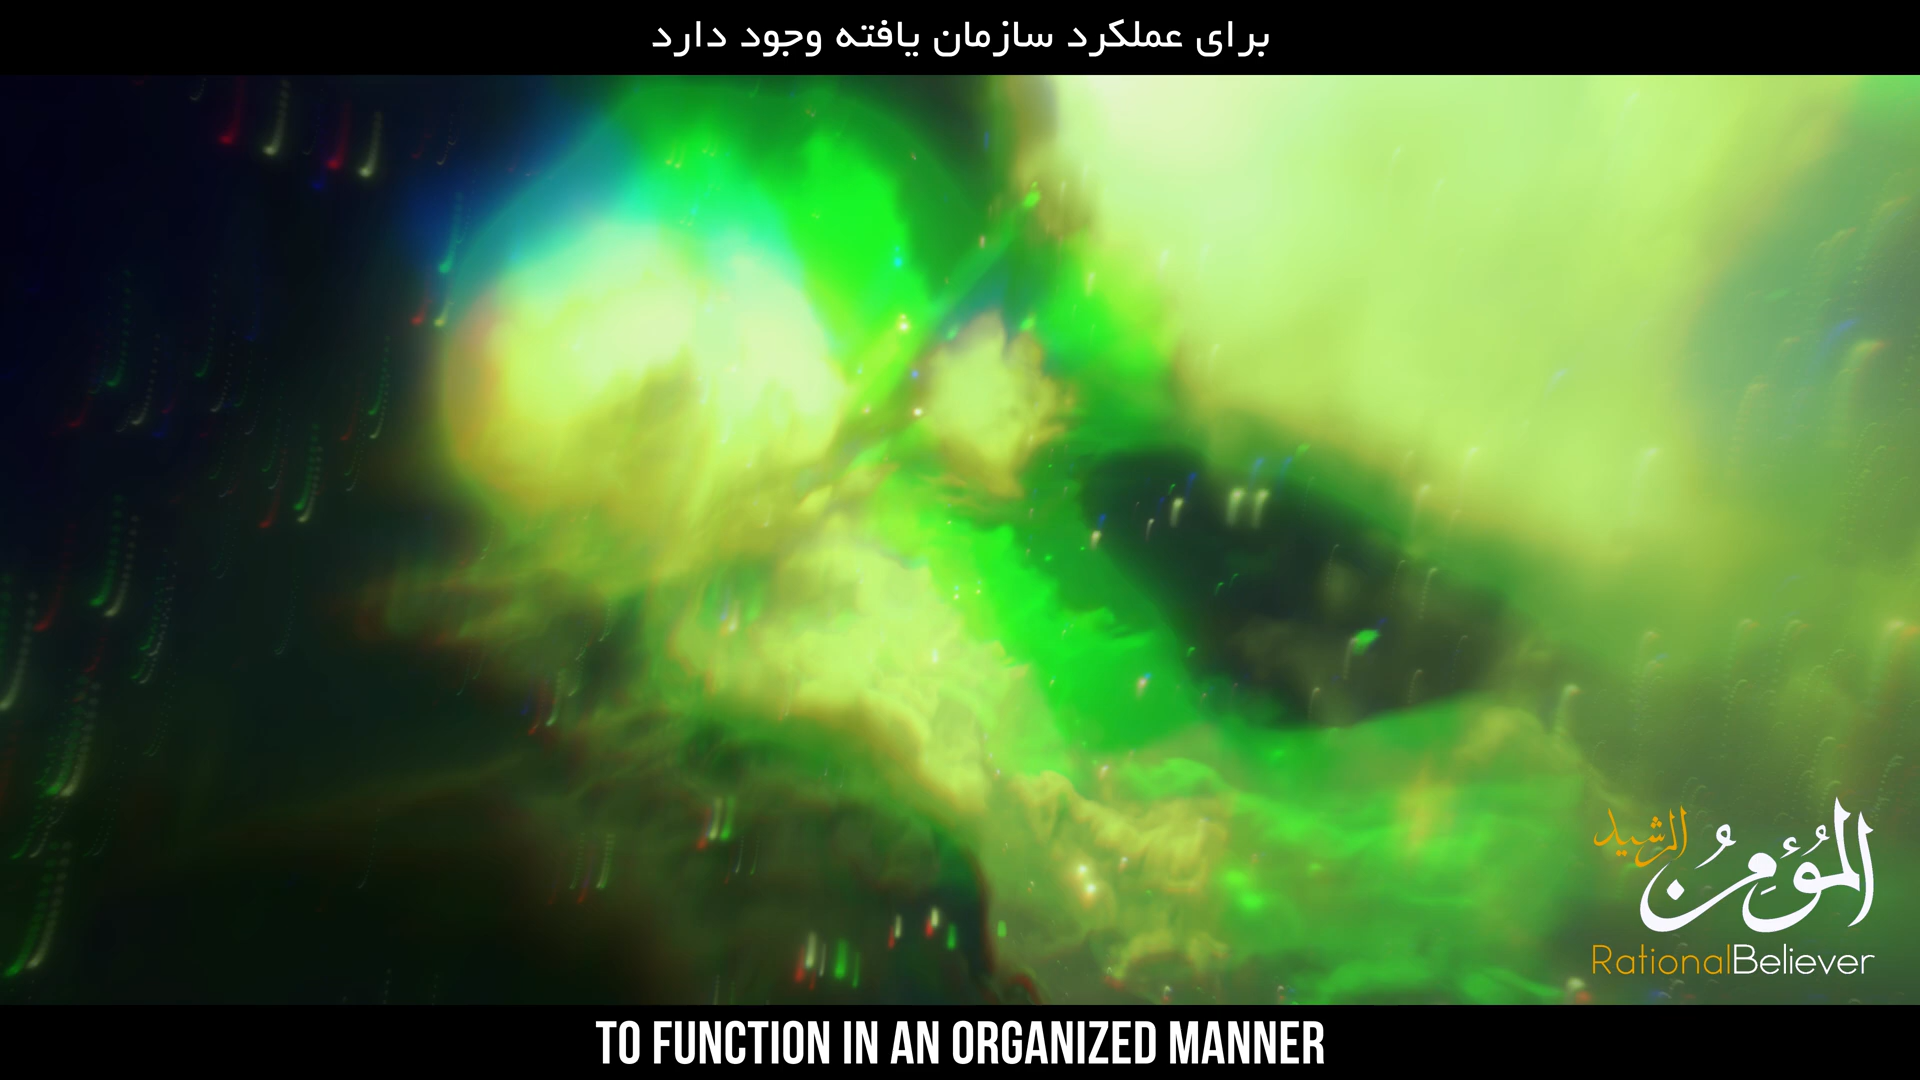 برای عملکرد سازمان یافته وجود دارد
المؤمن الرشيد
RationalBeliever
TO FUNCTION IN AN ORGANIZED MANNER